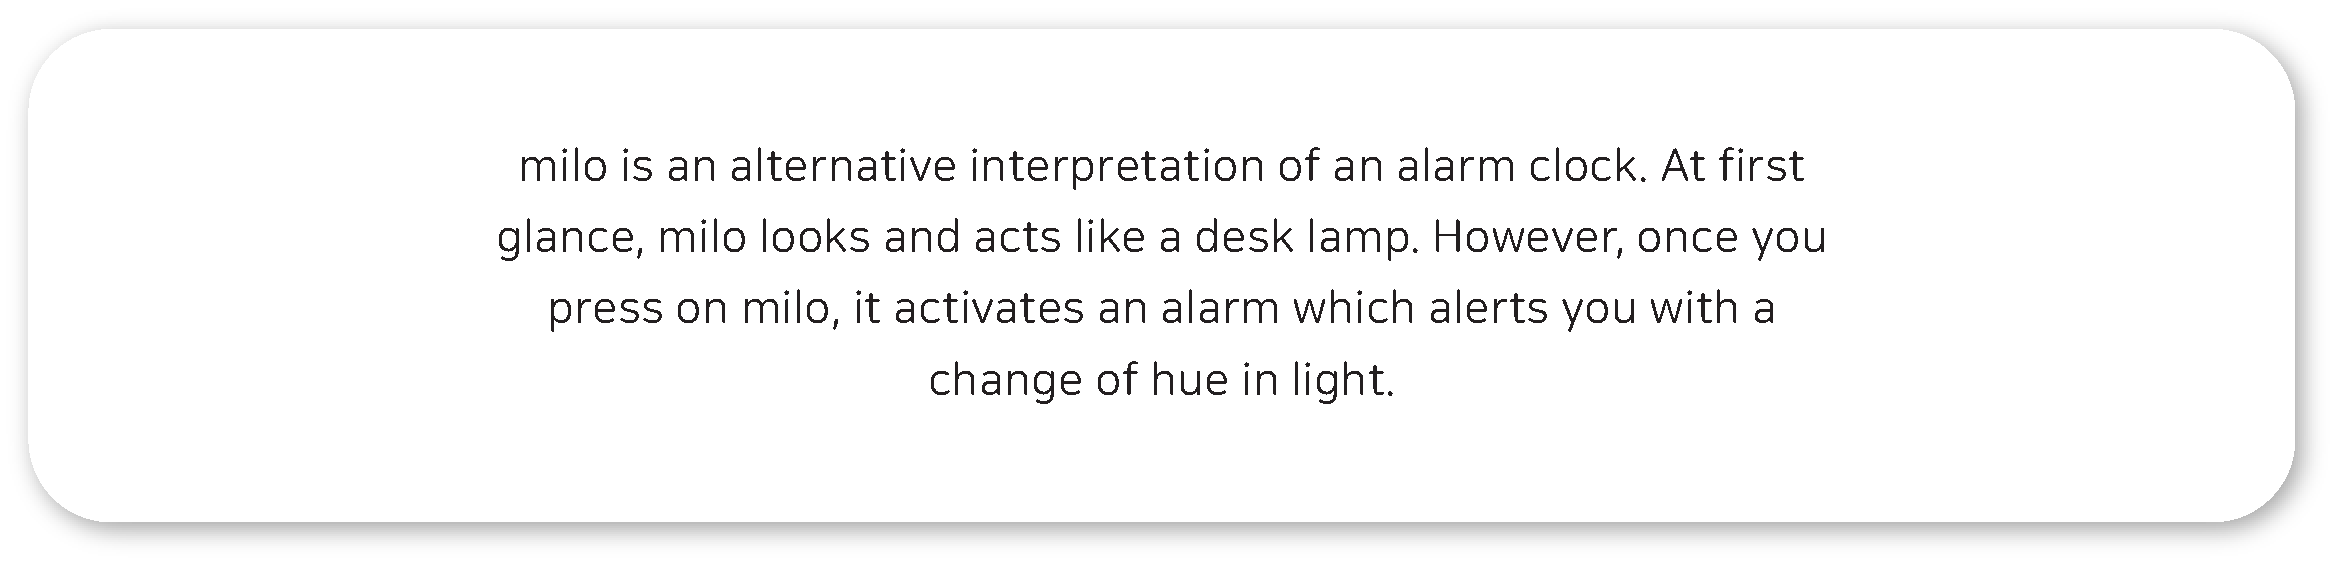 milo is an alternative interpretation of an alarm clock. At first
glance, milo looks and acts like a desk lamp. However, once you
press on milo, it activates an alarm which alerts you with a
change of hue in light.